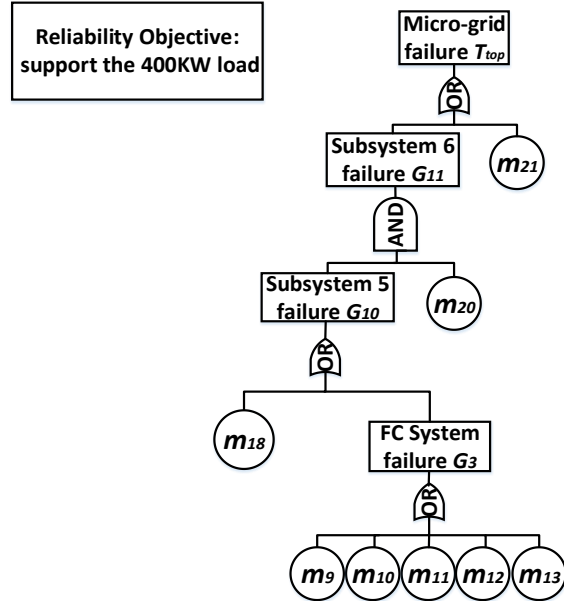 Reliability Objective:
support the 400KW load
Micro-grid
failure Ttop
OR
Subsystem 6
failure G11
m21
AND
Subsystem 5
failure G10
m20
OR
m18
FC System
failure G3
OR
m9
m10
m11
m12
m13